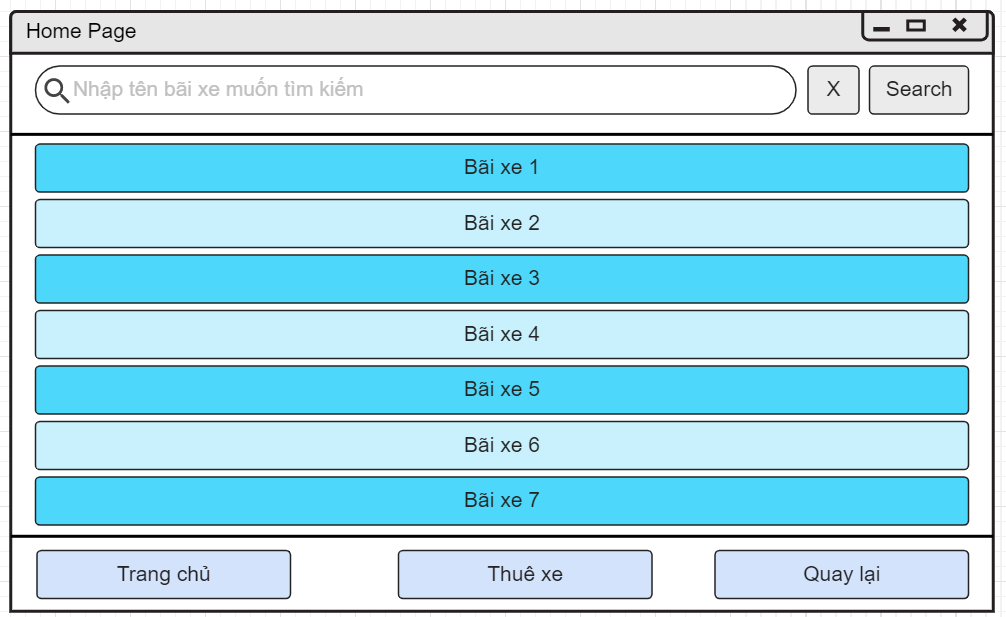 Home Page
Nhập tên bãi xe muốn tìm kiếm
X
Search
Bãi xe 1
Bãi xe 2
Bãi xe 3
Bãi xe 4
Bãi xe 5
Bãi xe 6
Bãi xe 7
Trang chủ
Thuê xe
Quay lại